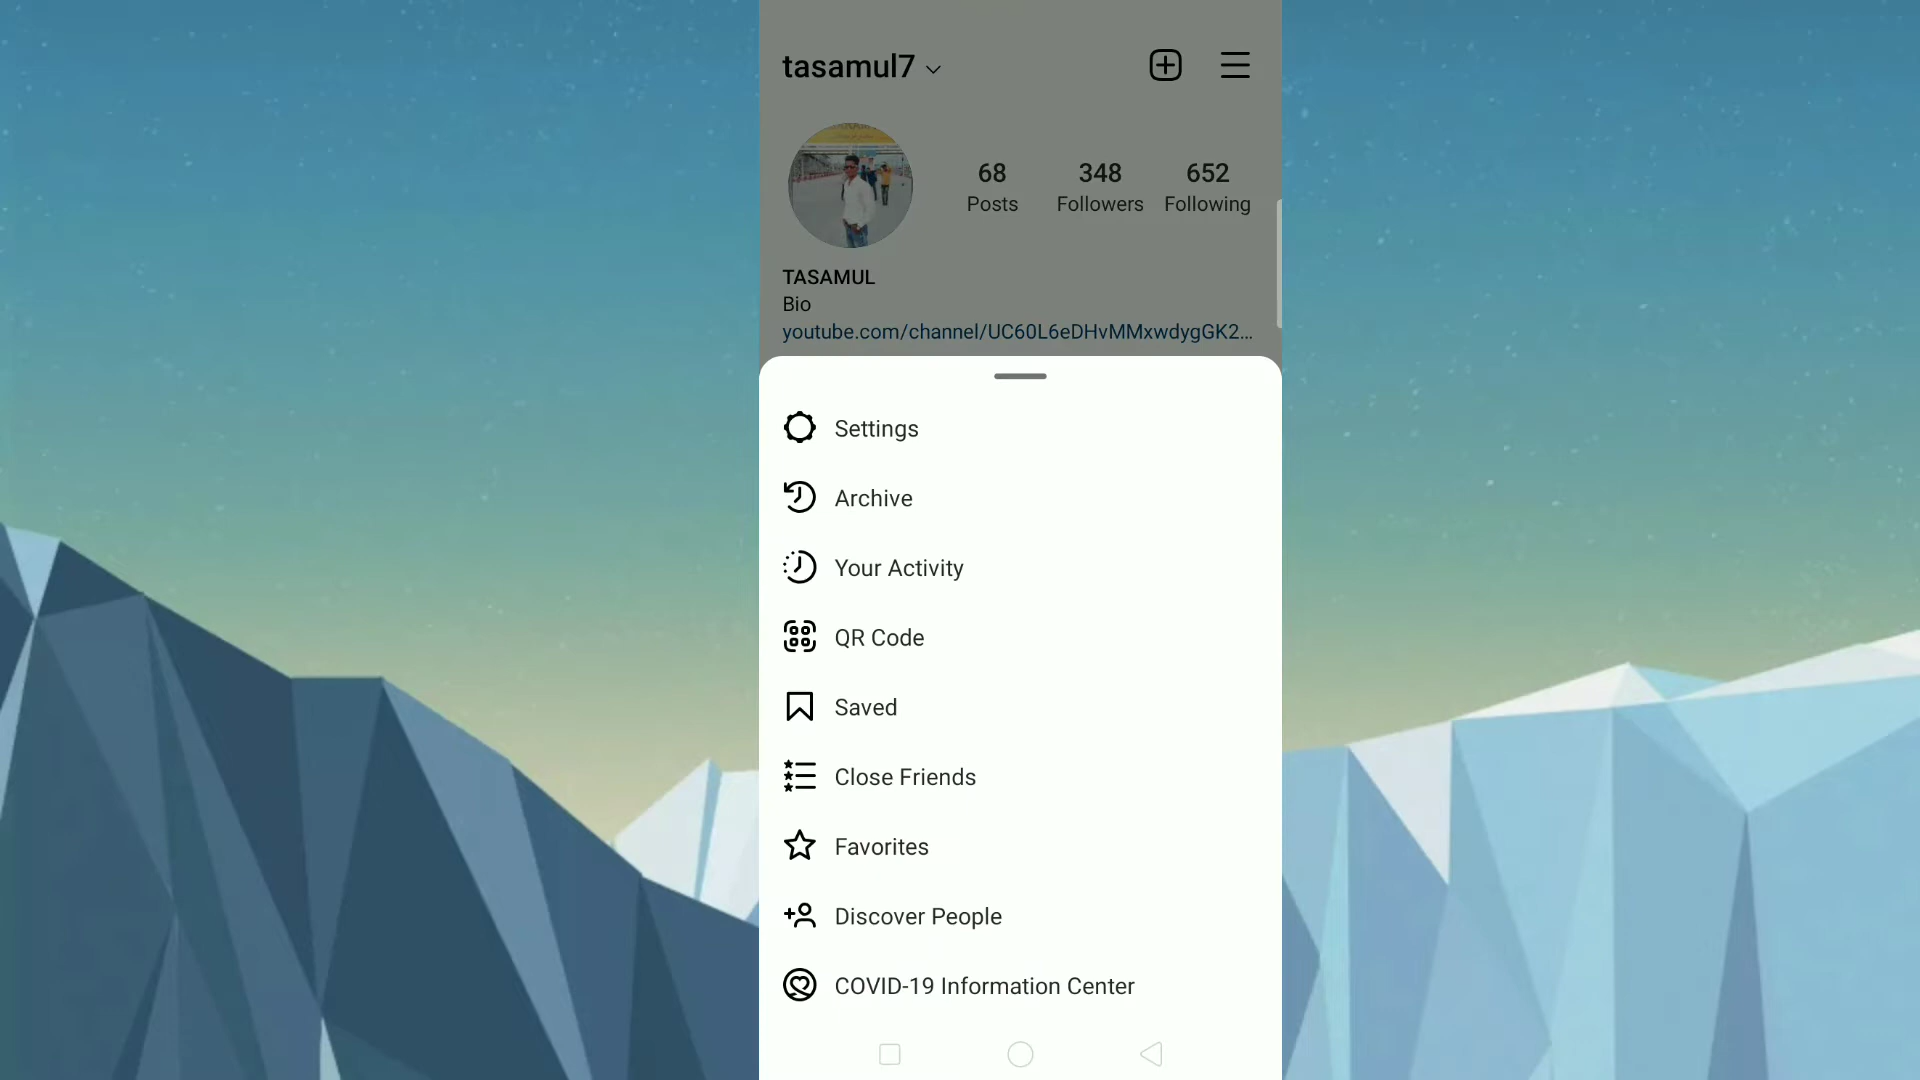 tasamul7
68 348 652
Posts Followers Following
TASAMUL
Bio
youtube.com/channel/UC60L6eDHvMMxwdygGK2...
Settings
Archive
Your Activity
QR Code
Saved
Close Friends
Favorites
Discover People
COVID-19 Information Center